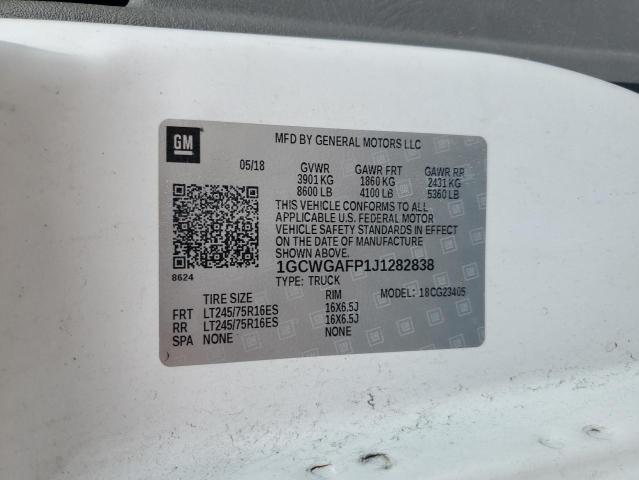 GM
MFD BY GENERAL MOTORS LLC
05/18 GVWR GAWR FRT GAWR RR
3901 KG 1860 KG 2431 KG
8600 LB 4100 LB 5360 LB
THIS VEHICLE CONFORMS TO ALL
APPLICABLE U.S. FEDERAL MOTOR
VEHICLE SAFETY STANDARDS IN EFFECT
ON THE DATE OF MANUFACTURE
SHOWN ABOVE.
8624 1GCWGAFP1J1282838
TYPE: TRUCK MODEL: 18CG23405
TIRE SIZE RIM
FRT LT245/75R16ES 16X6.5J
RR LT245/75R16ES 16X6.5J
SPA NONE NONE